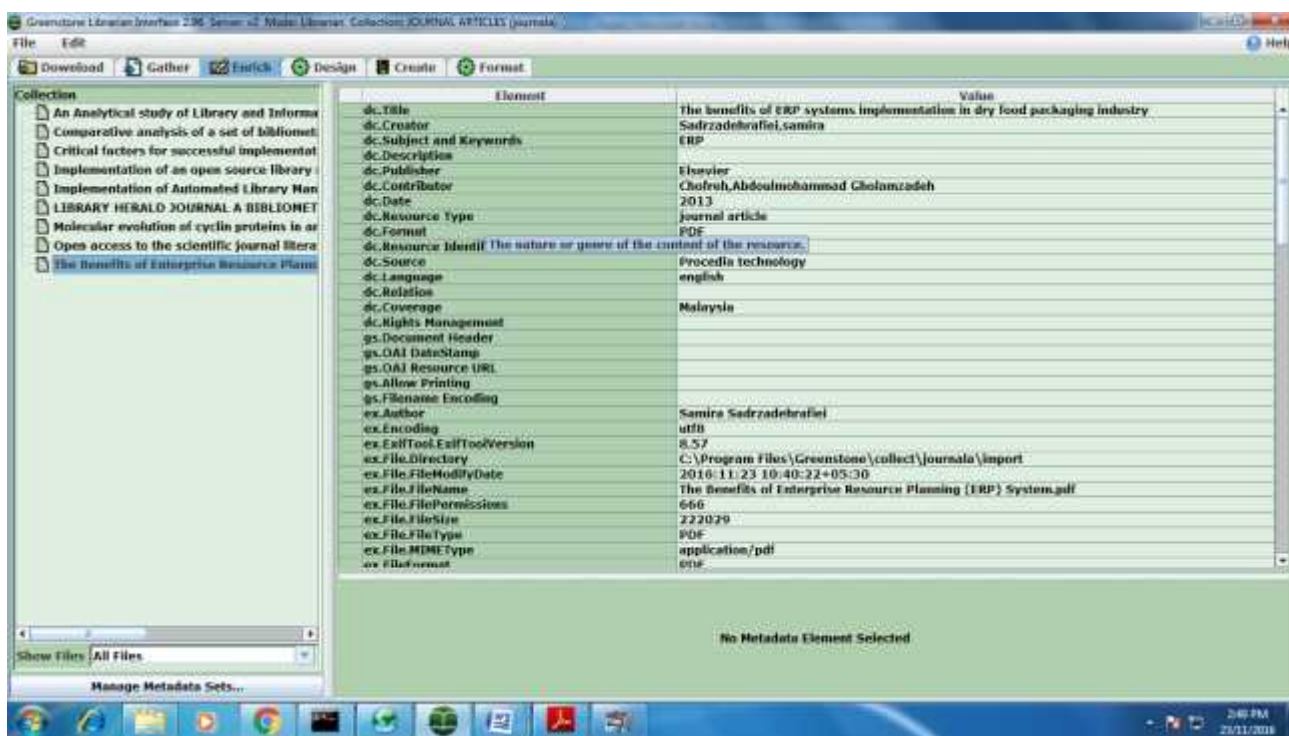 Greenstone Librarian Interface 2.86 Server: v2 Mode: Librarian Collection: JOURNAL ARTICLES (journala)
File Edit Help
Download Gather Enrich Design Create Format
Collection
An Analytical study of Library and Informa
Comparative analysis of a set of bibliomet
Critical factors for successful implementat
Implementation of an open source library
Implementation of Automated Library Man
LIBRARY HERALD JOURNAL A BIBLIOMET
Molecular evolution of cyclin proteins in an
Open access to the scientific journal litera
The Benefits of Enterprise Resource Plann
Show Files All Files
Manage Metadata Sets...
Element Value
dc.Title The benefits of ERP systems implementation in dry food packaging industry
dc.Creator Sadrzadehrafiei,samira
dc.Subject and Keywords ERP
dc.Description
dc.Publisher Elsevier
dc.Contributor Chofreh,Abdoulmohammad Gholamzadeh
dc.Date 2013
dc.Resource Type journal article
dc.Format PDF
dc.Resource Identif The nature or genre of the content of the resource.
dc.Source Procedia technology
dc.Language english
dc.Relation
dc.Coverage Malaysia
dc.Rights Management
gs.Document Header
gs.OAI DateStamp
gs.OAI Resource URL
gs.Allow Printing
gs.Filename Encoding
ex.Author Samira Sadrzadehrafiei
ex.Encoding utf8
ex.ExifTool.ExifToolVersion 8.57
ex.File.Directory C:\Program Files\Greenstone\collect\journala\import
ex.File.FileModifyDate 2016:11:23 10:40:22+05:30
ex.File.FileName The Benefits of Enterprise Resource Planning (ERP) System.pdf
ex.File.FilePermissions 666
ex.File.FileSize 222029
ex.File.FileType PDF
ex.File.MIMEType application/pdf
ex.FileFormat PDF
No Metadata Element Selected
2:40 PM
23/11/2016